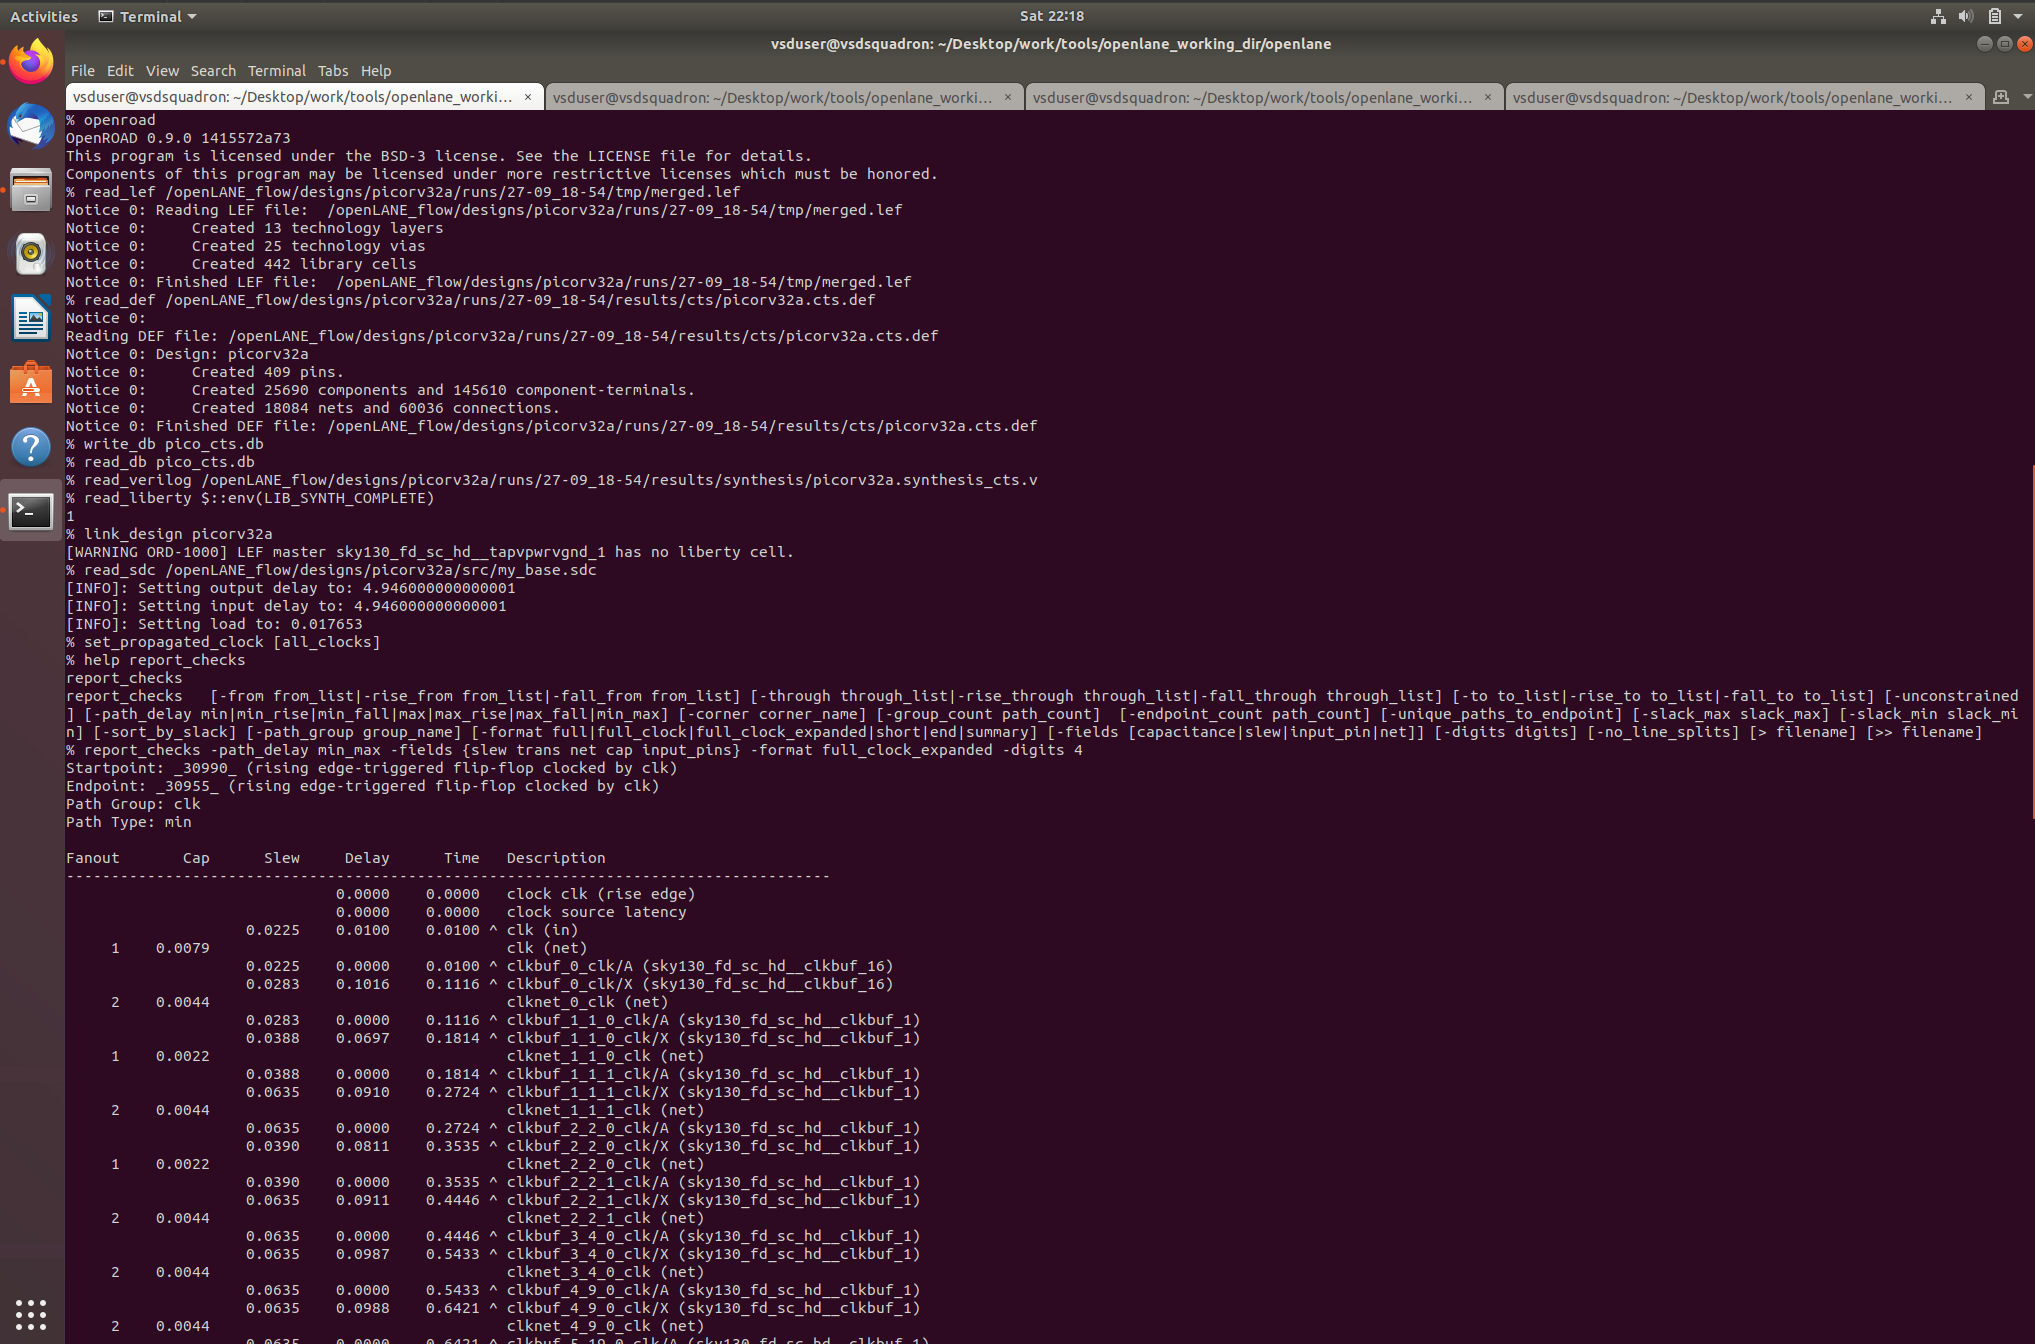 Activities Terminal Sat 22:18
vsduser@vsdsquadron: ~/Desktop/work/tools/openlane_working_dir/openlane
File Edit View Search Terminal Tabs Help
vsduser@vsdsquadron: ~/Desktop/work/tools/openlane_worki... × vsduser@vsdsquadron: ~/Desktop/work/tools/openlane_worki... × vsduser@vsdsquadron: ~/Desktop/work/tools/openlane_worki... × vsduser@vsdsquadron: ~/Desktop/work/tools/openlane_worki... ×
% openroad
OpenROAD 0.9.0 1415572a73
This program is licensed under the BSD-3 license. See the LICENSE file for details.
Components of this program may be licensed under more restrictive licenses which must be honored.
% read_lef /openLANE_flow/designs/picorv32a/runs/27-09_18-54/tmp/merged.lef
Notice 0: Reading LEF file:  /openLANE_flow/designs/picorv32a/runs/27-09_18-54/tmp/merged.lef
Notice 0:     Created 13 technology layers
Notice 0:     Created 25 technology vias
Notice 0:     Created 442 library cells
Notice 0: Finished LEF file:  /openLANE_flow/designs/picorv32a/runs/27-09_18-54/tmp/merged.lef
% read_def /openLANE_flow/designs/picorv32a/runs/27-09_18-54/results/cts/picorv32a.cts.def
Notice 0:
Reading DEF file: /openLANE_flow/designs/picorv32a/runs/27-09_18-54/results/cts/picorv32a.cts.def
Notice 0: Design: picorv32a
Notice 0:     Created 409 pins.
Notice 0:     Created 25690 components and 145610 component-terminals.
Notice 0:     Created 18084 nets and 60036 connections.
Notice 0: Finished DEF file: /openLANE_flow/designs/picorv32a/runs/27-09_18-54/results/cts/picorv32a.cts.def
% write_db pico_cts.db
% read_db pico_cts.db
% read_verilog /openLANE_flow/designs/picorv32a/runs/27-09_18-54/results/synthesis/picorv32a.synthesis_cts.v
% read_liberty $::env(LIB_SYNTH_COMPLETE)
1
% link_design picorv32a
[WARNING ORD-1000] LEF master sky130_fd_sc_hd__tapvpwrvgnd_1 has no liberty cell.
% read_sdc /openLANE_flow/designs/picorv32a/src/my_base.sdc
[INFO]: Setting output delay to: 4.946000000000001
[INFO]: Setting input delay to: 4.946000000000001
[INFO]: Setting load to: 0.017653
% set_propagated_clock [all_clocks]
% help report_checks
report_checks
report_checks   [-from from_list|-rise_from from_list|-fall_from from_list] [-through through_list|-rise_through through_list|-fall_through through_list] [-to to_list|-rise_to to_list|-fall_to to_list] [-unconstrained
] [-path_delay min|min_rise|min_fall|max|max_rise|max_fall|min_max] [-corner corner_name] [-group_count path_count]  [-endpoint_count path_count] [-unique_paths_to_endpoint] [-slack_max slack_max] [-slack_min slack_mi
n] [-sort_by_slack] [-path_group group_name] [-format full|full_clock|full_clock_expanded|short|end|summary] [-fields [capacitance|slew|input_pin|net]] [-digits digits] [-no_line_splits] [> filename] [>> filename]
% report_checks -path_delay min_max -fields {slew trans net cap input_pins} -format full_clock_expanded -digits 4
Startpoint: _30990_ (rising edge-triggered flip-flop clocked by clk)
Endpoint: _30955_ (rising edge-triggered flip-flop clocked by clk)
Path Group: clk
Path Type: min
Fanout Cap Slew Delay Time Description
-------------------------------------------------------------------------------------
0.0000 0.0000 clock clk (rise edge)
0.0000 0.0000 clock source latency
0.0225 0.0100 0.0100 ^ clk (in)
1 0.0079 clk (net)
0.0225 0.0000 0.0100 ^ clkbuf_0_clk/A (sky130_fd_sc_hd__clkbuf_16)
0.0283 0.1016 0.1116 ^ clkbuf_0_clk/X (sky130_fd_sc_hd__clkbuf_16)
2 0.0044 clknet_0_clk (net)
0.0283 0.0000 0.1116 ^ clkbuf_1_1_0_clk/A (sky130_fd_sc_hd__clkbuf_1)
0.0388 0.0697 0.1814 ^ clkbuf_1_1_0_clk/X (sky130_fd_sc_hd__clkbuf_1)
1 0.0022 clknet_1_1_0_clk (net)
0.0388 0.0000 0.1814 ^ clkbuf_1_1_1_clk/A (sky130_fd_sc_hd__clkbuf_1)
0.0635 0.0910 0.2724 ^ clkbuf_1_1_1_clk/X (sky130_fd_sc_hd__clkbuf_1)
2 0.0044 clknet_1_1_1_clk (net)
0.0635 0.0000 0.2724 ^ clkbuf_2_2_0_clk/A (sky130_fd_sc_hd__clkbuf_1)
0.0390 0.0811 0.3535 ^ clkbuf_2_2_0_clk/X (sky130_fd_sc_hd__clkbuf_1)
1 0.0022 clknet_2_2_0_clk (net)
0.0390 0.0000 0.3535 ^ clkbuf_2_2_1_clk/A (sky130_fd_sc_hd__clkbuf_1)
0.0635 0.0911 0.4446 ^ clkbuf_2_2_1_clk/X (sky130_fd_sc_hd__clkbuf_1)
2 0.0044 clknet_2_2_1_clk (net)
0.0635 0.0000 0.4446 ^ clkbuf_3_4_0_clk/A (sky130_fd_sc_hd__clkbuf_1)
0.0635 0.0987 0.5433 ^ clkbuf_3_4_0_clk/X (sky130_fd_sc_hd__clkbuf_1)
2 0.0044 clknet_3_4_0_clk (net)
0.0635 0.0000 0.5433 ^ clkbuf_4_9_0_clk/A (sky130_fd_sc_hd__clkbuf_1)
0.0635 0.0988 0.6421 ^ clkbuf_4_9_0_clk/X (sky130_fd_sc_hd__clkbuf_1)
2 0.0044 clknet_4_9_0_clk (net)
0.0635 0.0000 0.6421 ^ clkbuf_5_19_0_clk/A (sky130_fd_sc_hd__clkbuf_1)